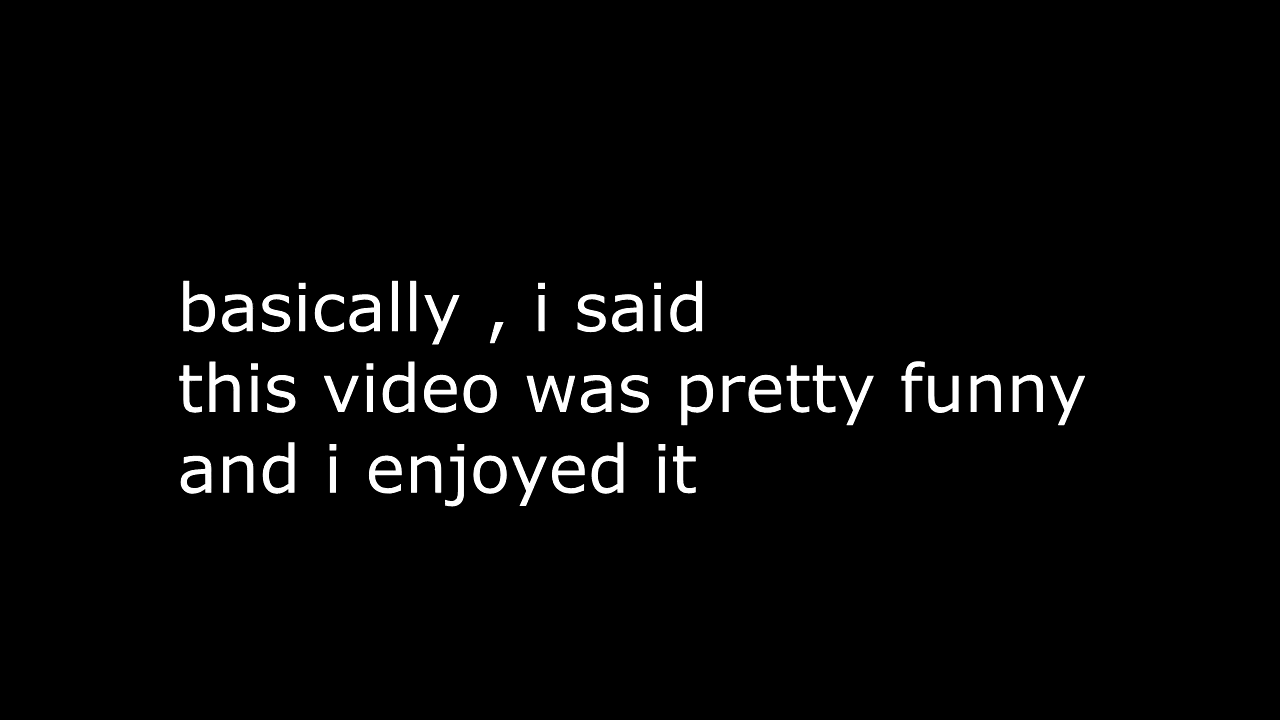 basically , i said
this video was pretty funny
and i enjoyed it